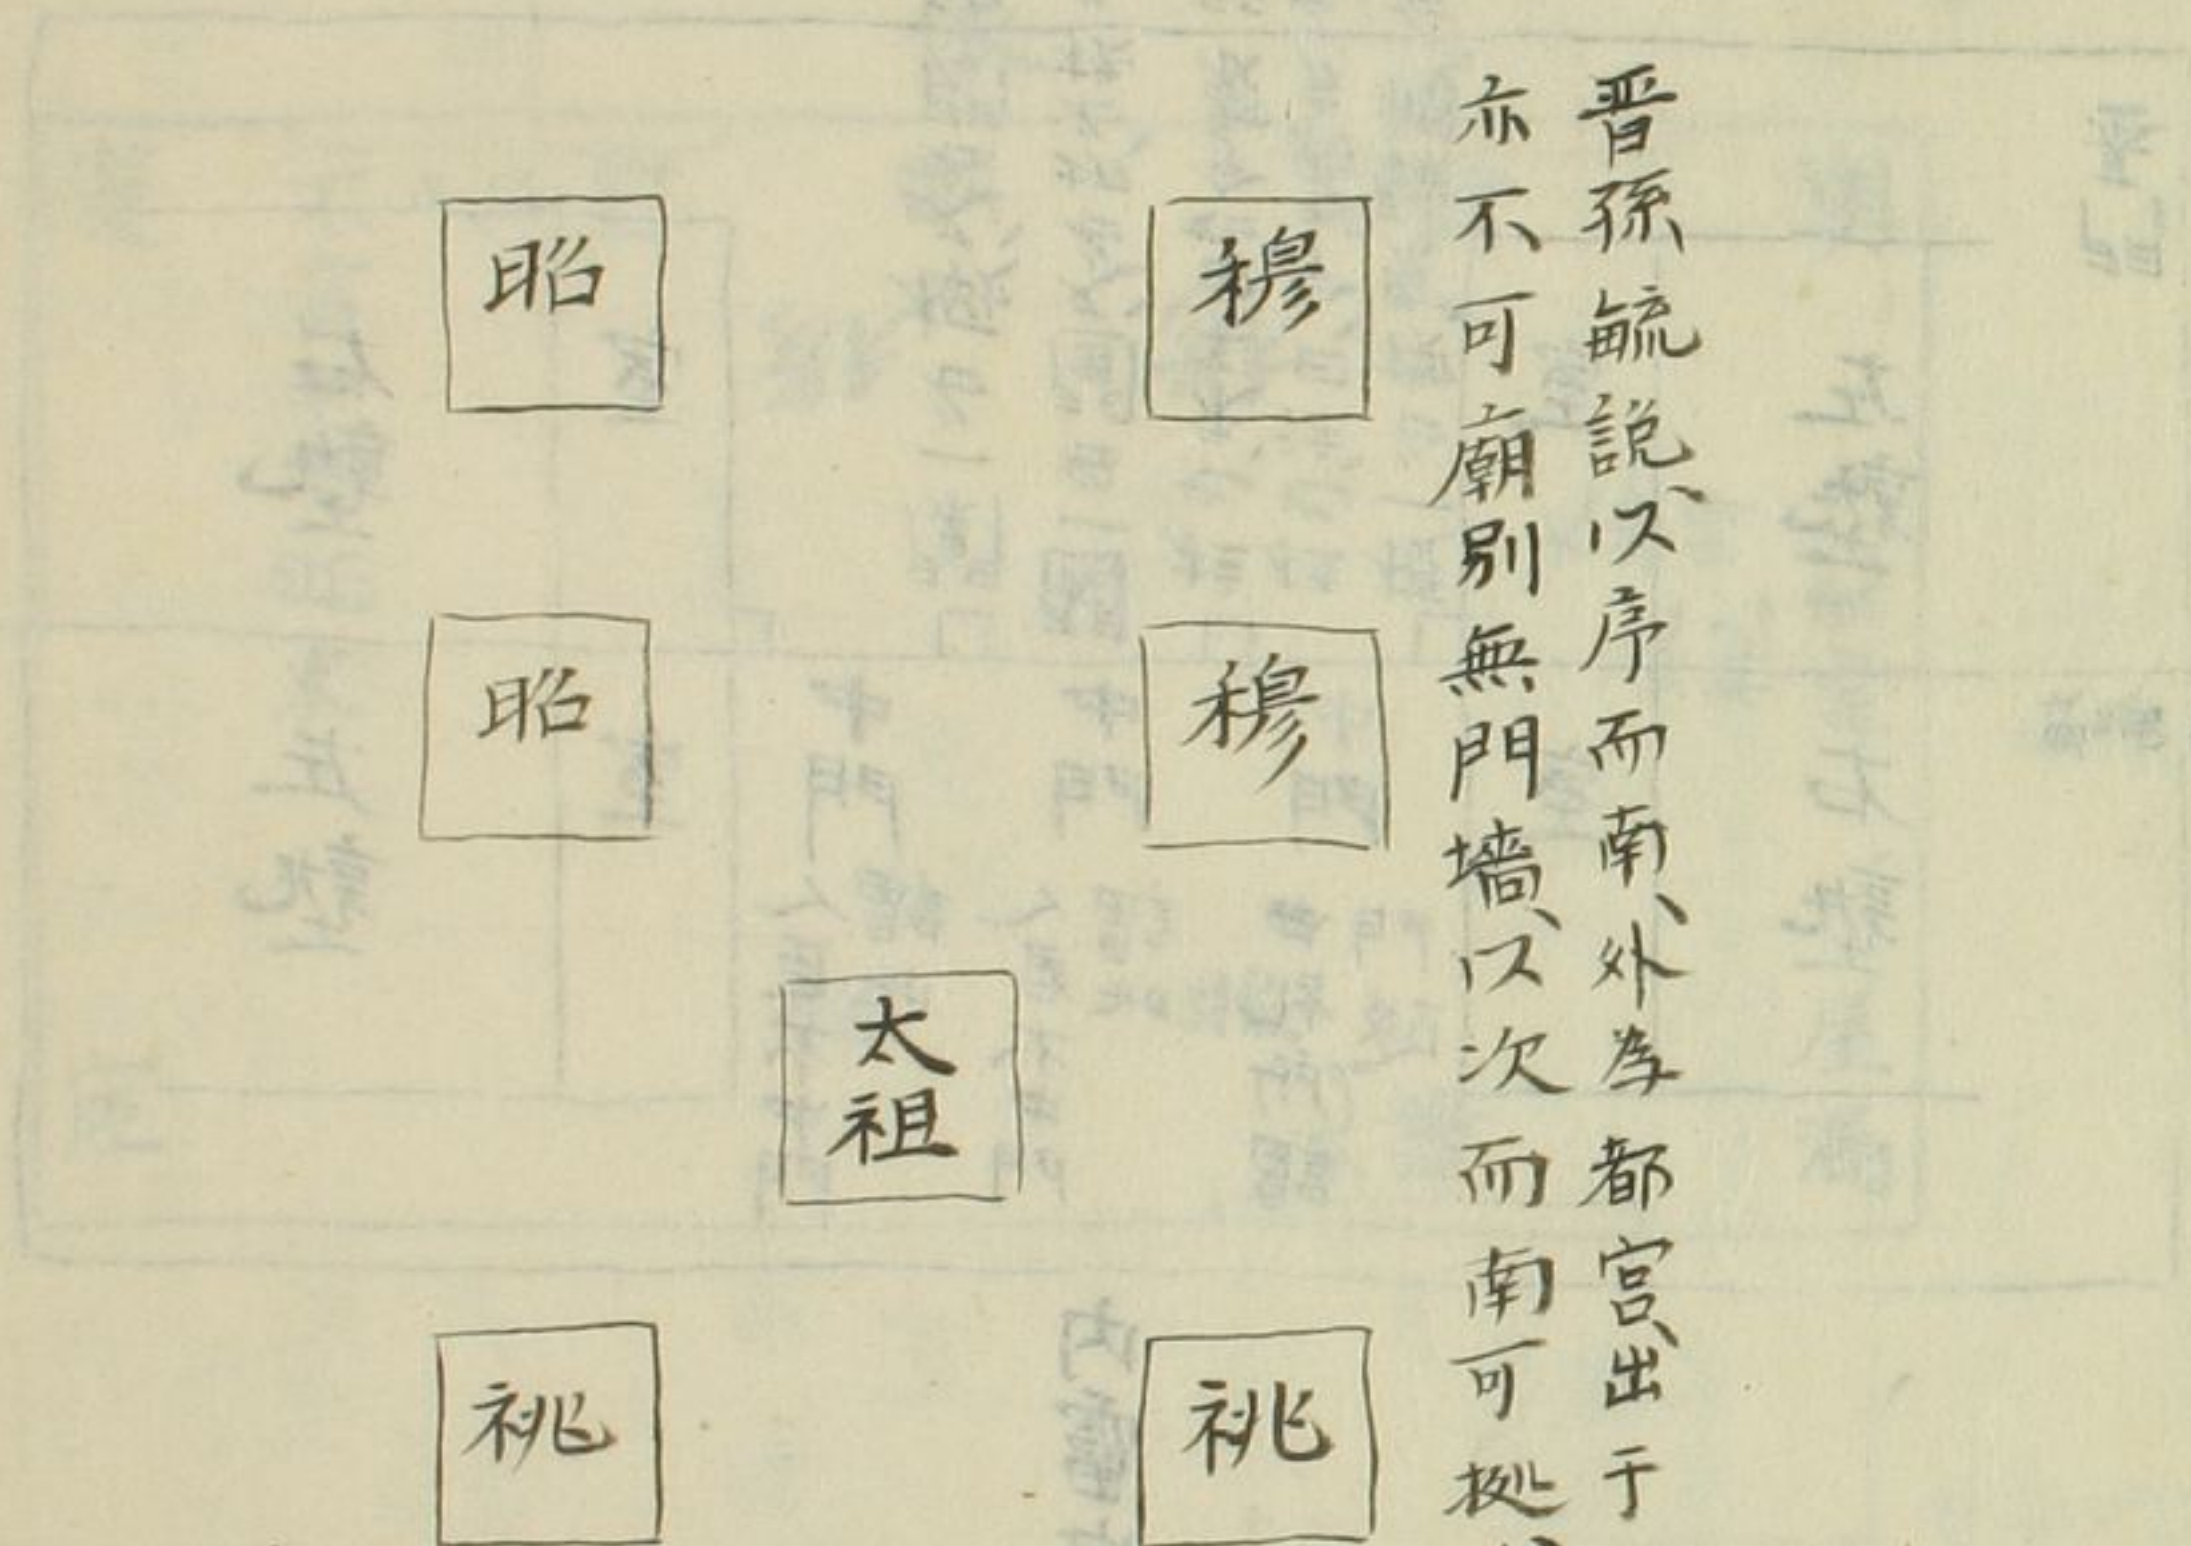 晋孫毓説、以序而南、外為都宮、出于
亦不可廟別無門墻、以次而南可拠、
穆
昭
穆
昭
太祖
祧
祧